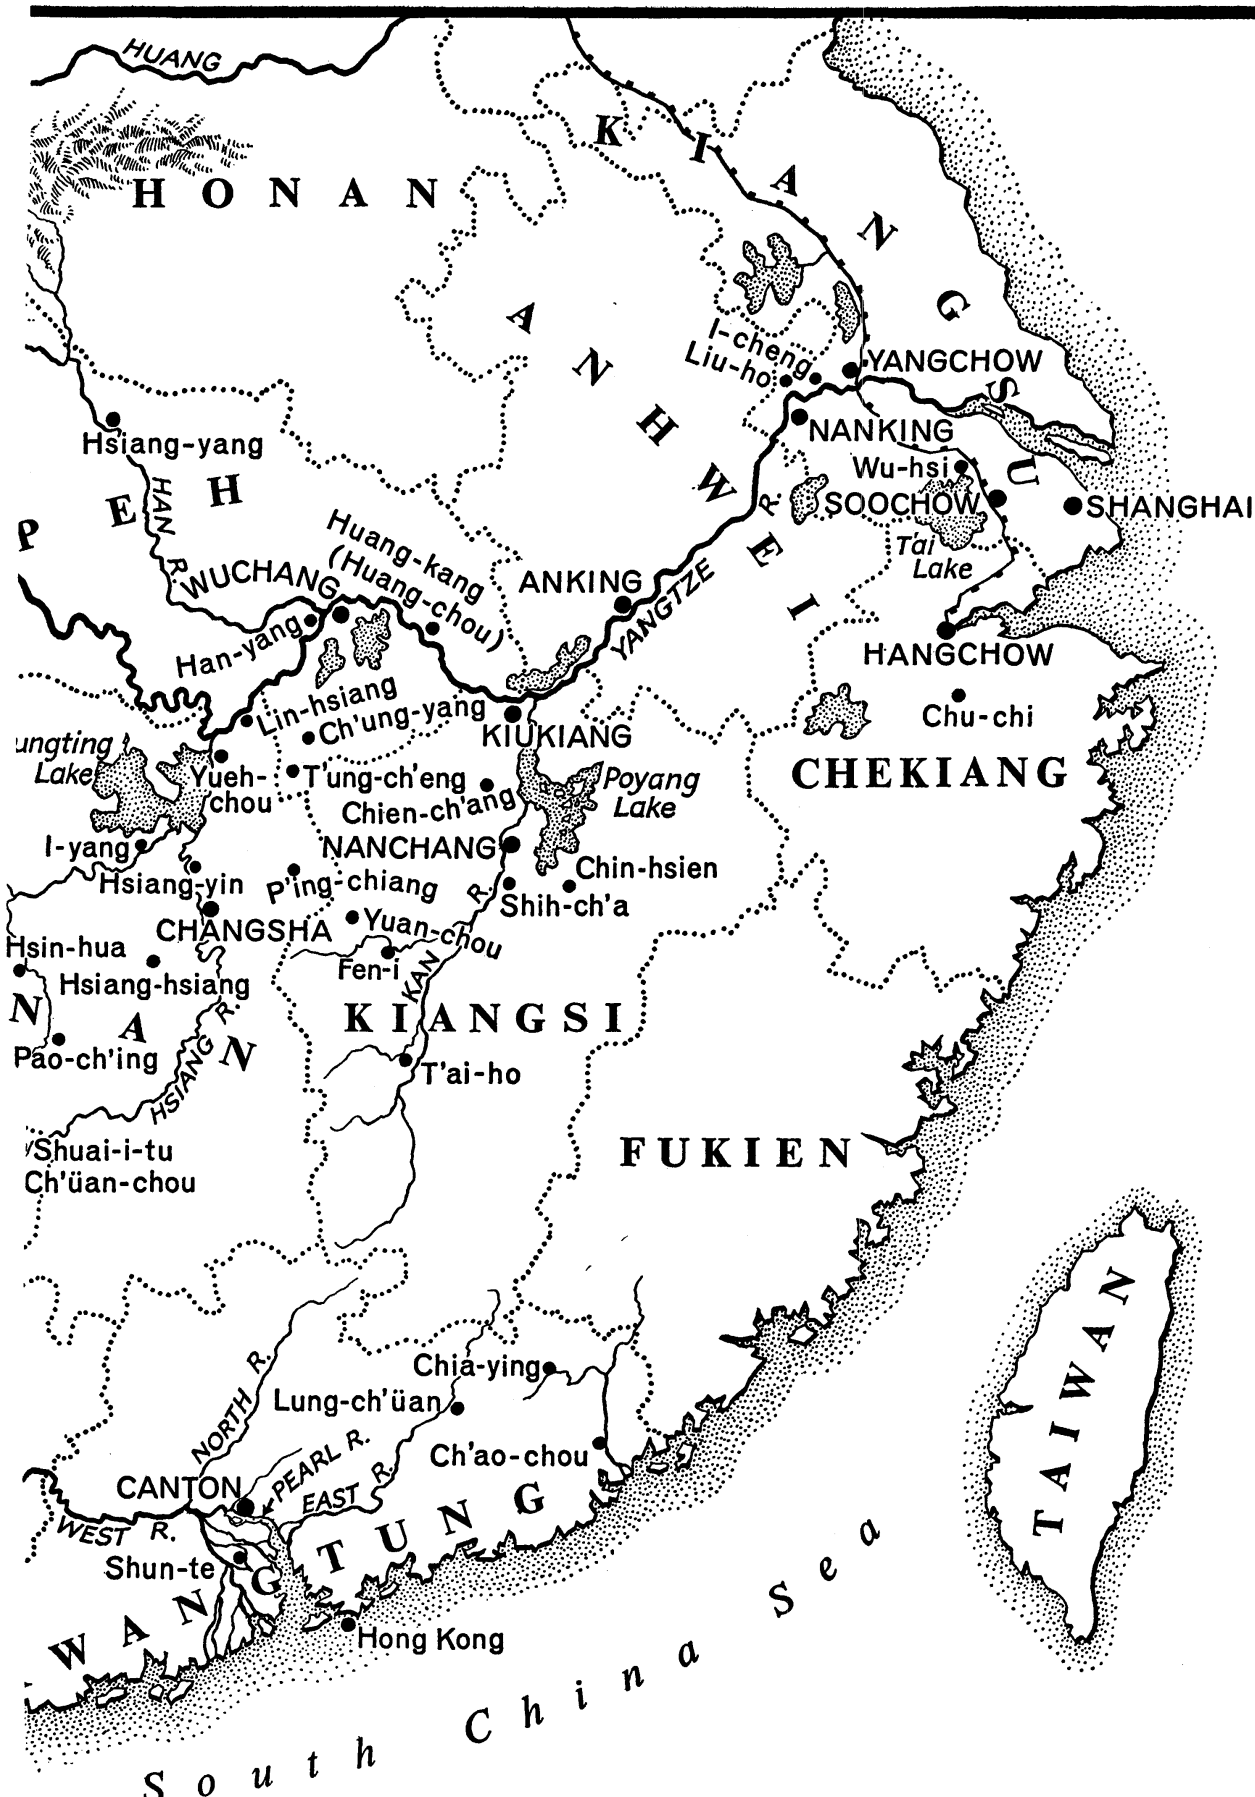 HUANG
HONAN
KIANGSU
ANHWEI
I-cheng
Liu-ho
YANGCHOW
NANKING
Hsiang-yang
Wu-hsi
SOOCHOW
SHANGHAI
PEH
HAN R.
T'ai
Lake
Huang-kang
(Huang-chou)
WUCHANG
ANKING
YANGTZE R.
Han-yang
HANGCHOW
Lin-hsiang
Ch'ung-yang
KIUKIANG
Chu-chi
ungting
Lake
Yueh-
chou
T'ung-ch'eng
Chien-ch'ang
Poyang
Lake
CHEKIANG
I-yang
NANCHANG
Hsiang-yin
P'ing-chiang
Chin-hsien
Shih-ch'a
CHANGSHA
Yuan-chou
Hsin-hua
Fen-i
Hsiang-hsiang
KAN R.
NAN
KIANGSI
Pao-ch'ing
HSIANG R.
T'ai-ho
Shuai-i-tu
Ch'üan-chou
FUKIEN
TAIWAN
NORTH R.
Chia-ying
Lung-ch'üan
PEARL R.
Ch'ao-chou
CANTON
EAST R.
WEST R.
Shun-te
WANGTUNG
Hong Kong
South China Sea